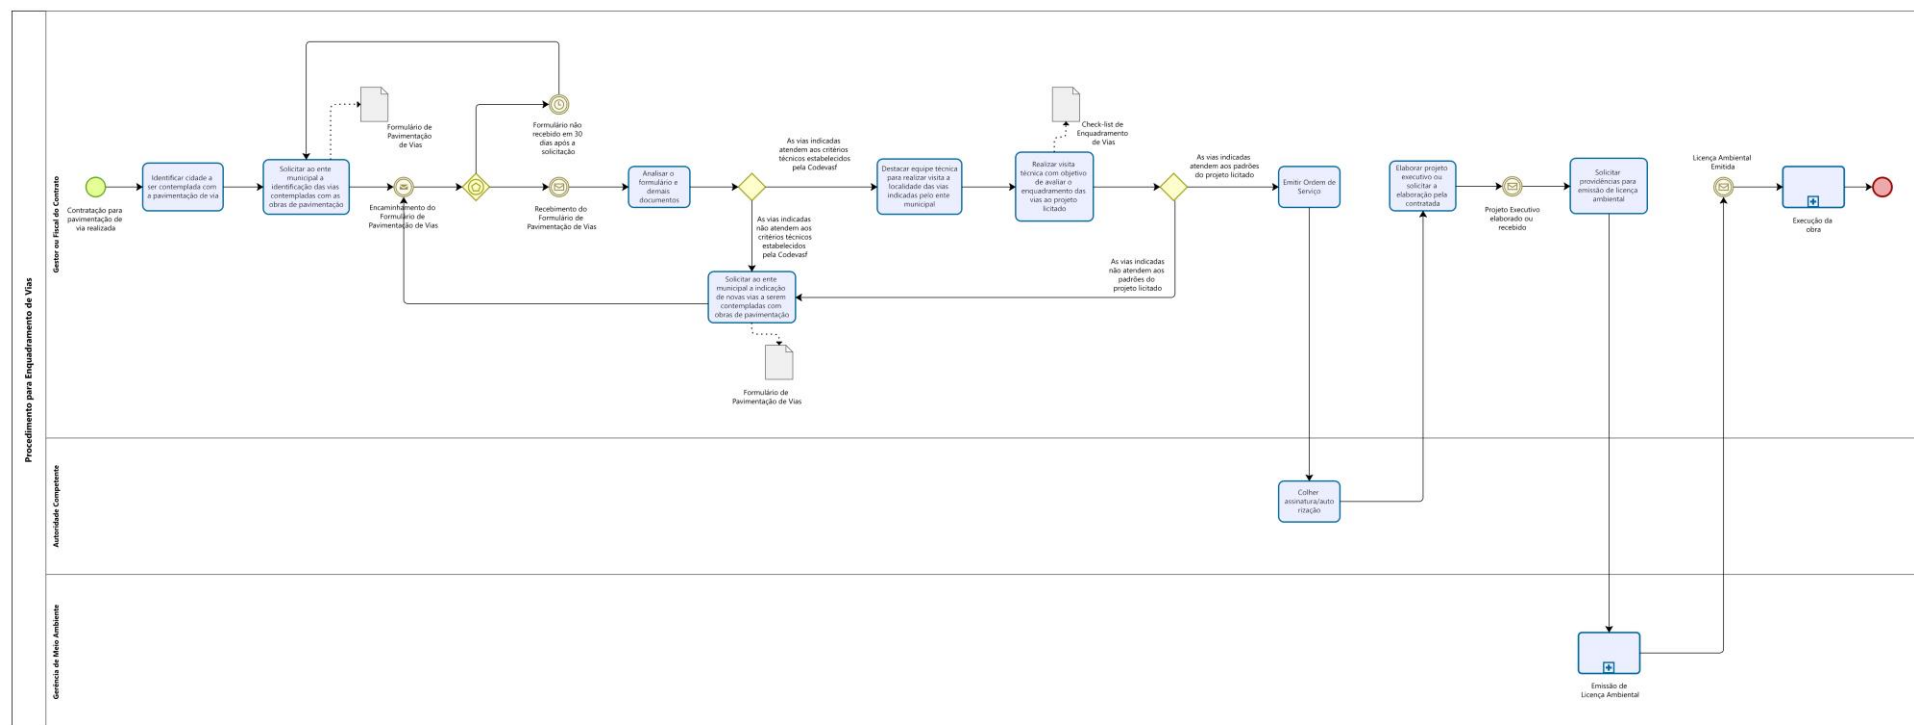 Procedimento para Enquadramento de Vias
Gestor ou Fiscal do Contrato
Contratação para
pavimentação de
via realizada
Identificar cidade a
ser contemplada com
a pavimentação de via
Solicitar ao ente
municipal a
identificação das vias
contempladas com as
obras de pavimentação
Formulário de
Pavimentação
de Vias
Encaminhamento do
Formulário de
Pavimentação de Vias
Formulário não
recebido em 30
dias após a
solicitação
Recebimento do
Formulário de
Pavimentação de Vias
Analisar o
formulário e
demais
documentos
As vias indicadas
atendem aos critérios
técnicos estabelecidos
pela Codevasf
As vias indicadas
não atendem aos
critérios técnicos
estabelecidos
pela Codevasf
Solicitar ao ente
municipal a indicação
de novas vias a serem
contempladas com
obras de pavimentação
Formulário de
Pavimentação de Vias
Destacar equipe técnica
para realizar visita a
localidade das vias
indicadas pelo ente
municipal
Realizar visita
técnica com objetivo
de avaliar o
enquadramento das
vias ao projeto
licitado
Check-list de
Enquadramento
de Vias
As vias indicadas
atendem aos padrões
do projeto licitado
As vias indicadas
não atendem aos
padrões do
projeto licitado
Emitir Ordem de
Serviço
Elaborar projeto
executivo ou
solicitar a
elaboração pela
contratada
Projeto Executivo
elaborado ou
recebido
Solicitar
providências para
emissão de licença
ambiental
Licença Ambiental
Emitida
Execução da
obra
Autoridade Competente
Colher
assinatura/auto
rização
Gerência de Meio Ambiente
Emissão de
Licença Ambiental